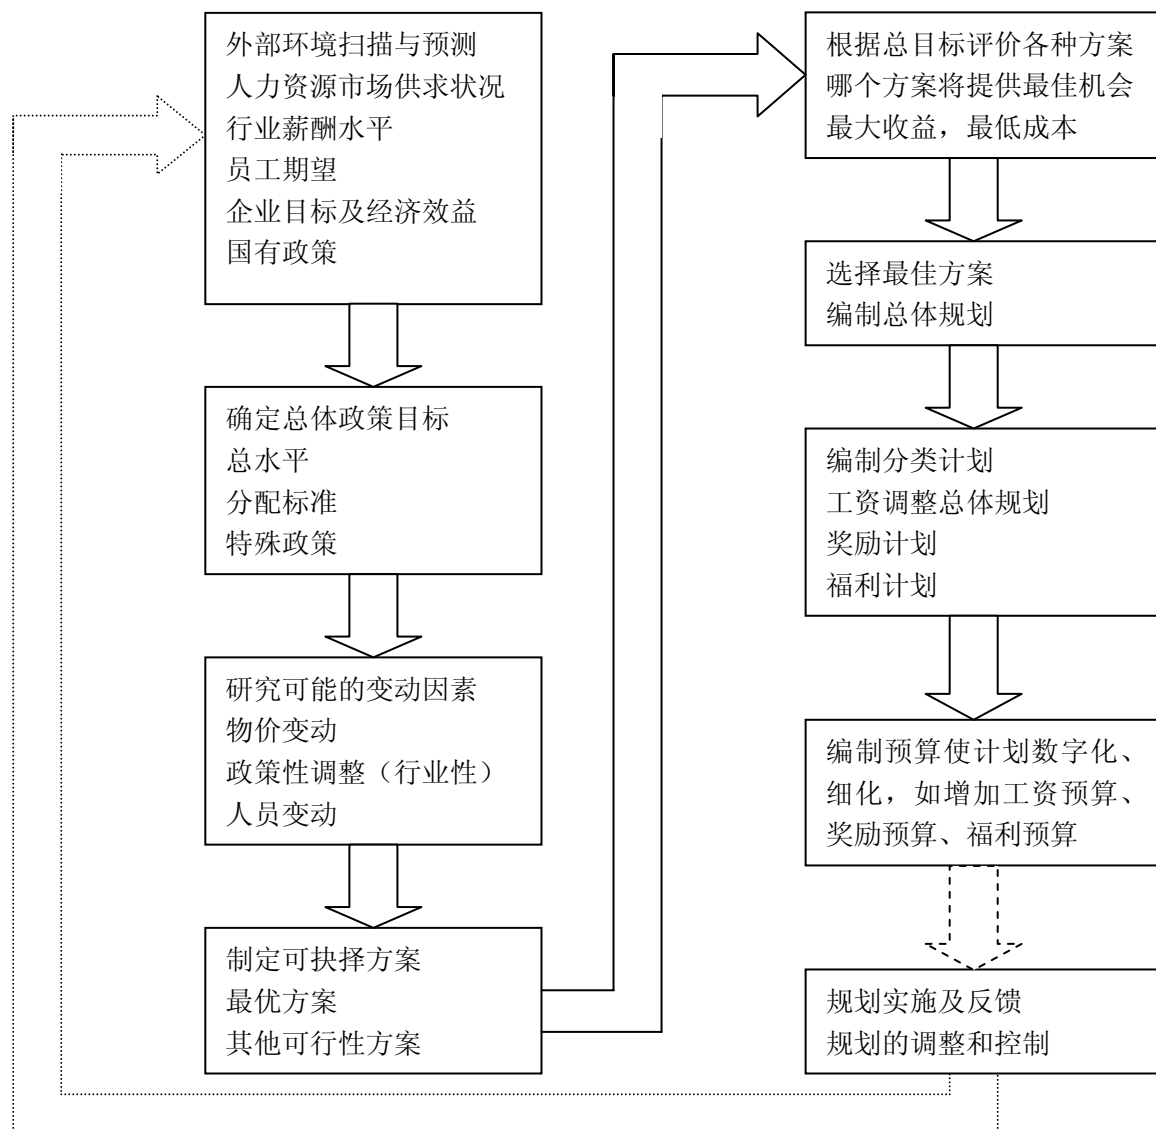 外部环境扫描与预测
人力资源市场供求状况
行业薪酬水平
员工期望
企业目标及经济效益
国有政策
确定总体政策目标
总水平
分配标准
特殊政策
研究可能的变动因素
物价变动
政策性调整（行业性）
人员变动
制定可抉择方案
最优方案
其他可行性方案
根据总目标评价各种方案
哪个方案将提供最佳机会
最大收益，最低成本
选择最佳方案
编制总体规划
编制分类计划
工资调整总体规划
奖励计划
福利计划
编制预算使计划数字化、
细化，如增加工资预算、
奖励预算、福利预算
规划实施及反馈
规划的调整和控制